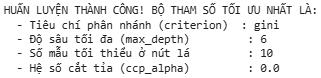 HUẤN LUYỆN THÀNH CÔNG! BỘ THAM SỐ TỐI ƯU NHẤT LÀ:
- Tiêu chí phân nhánh (criterion) : gini
- Độ sâu tối đa (max_depth) : 6
- Số mẫu tối thiểu ở nút lá : 10
- Hệ số cắt tỉa (ccp_alpha) : 0.0